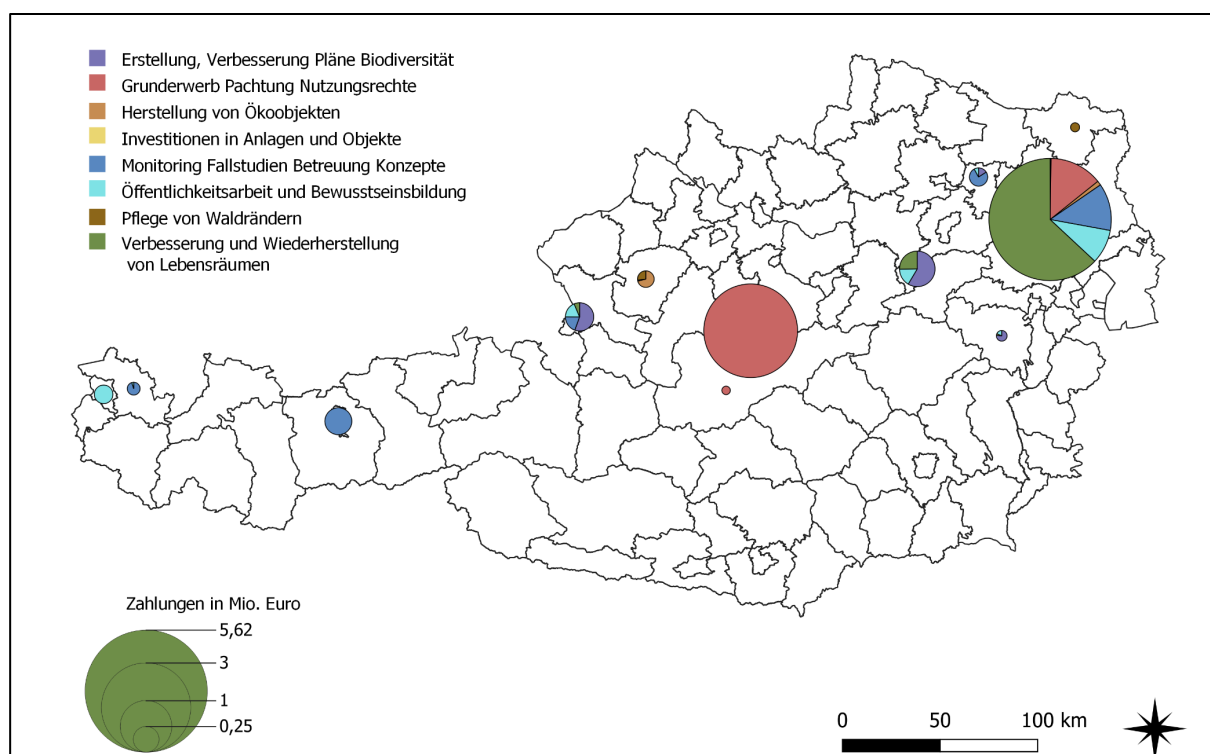 Erstellung, Verbesserung Pläne Biodiversität
Grunderwerb Pachtung Nutzungsrechte
Herstellung von Ökoobjekten
Investitionen in Anlagen und Objekte
Monitoring Fallstudien Betreuung Konzepte
Öffentlichkeitsarbeit und Bewusstseinsbildung
Pflege von Waldrändern
Verbesserung und Wiederherstellung
von Lebensräumen
Zahlungen in Mio. Euro
5,62
3
1
0,25
0 50 100 km